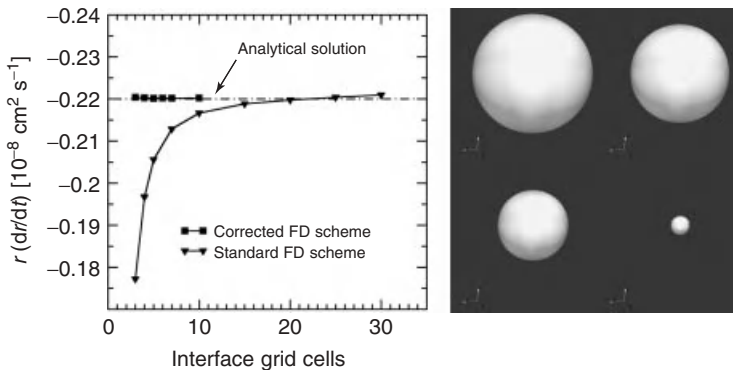 −0.24
−0.22
−0.22
−0.21
−0.2
−0.19
−0.18
r (dr/dt) [10⁻⁸ cm² s⁻¹]
Analytical solution
Corrected FD scheme
Standard FD scheme
0 10 20 30
Interface grid cells